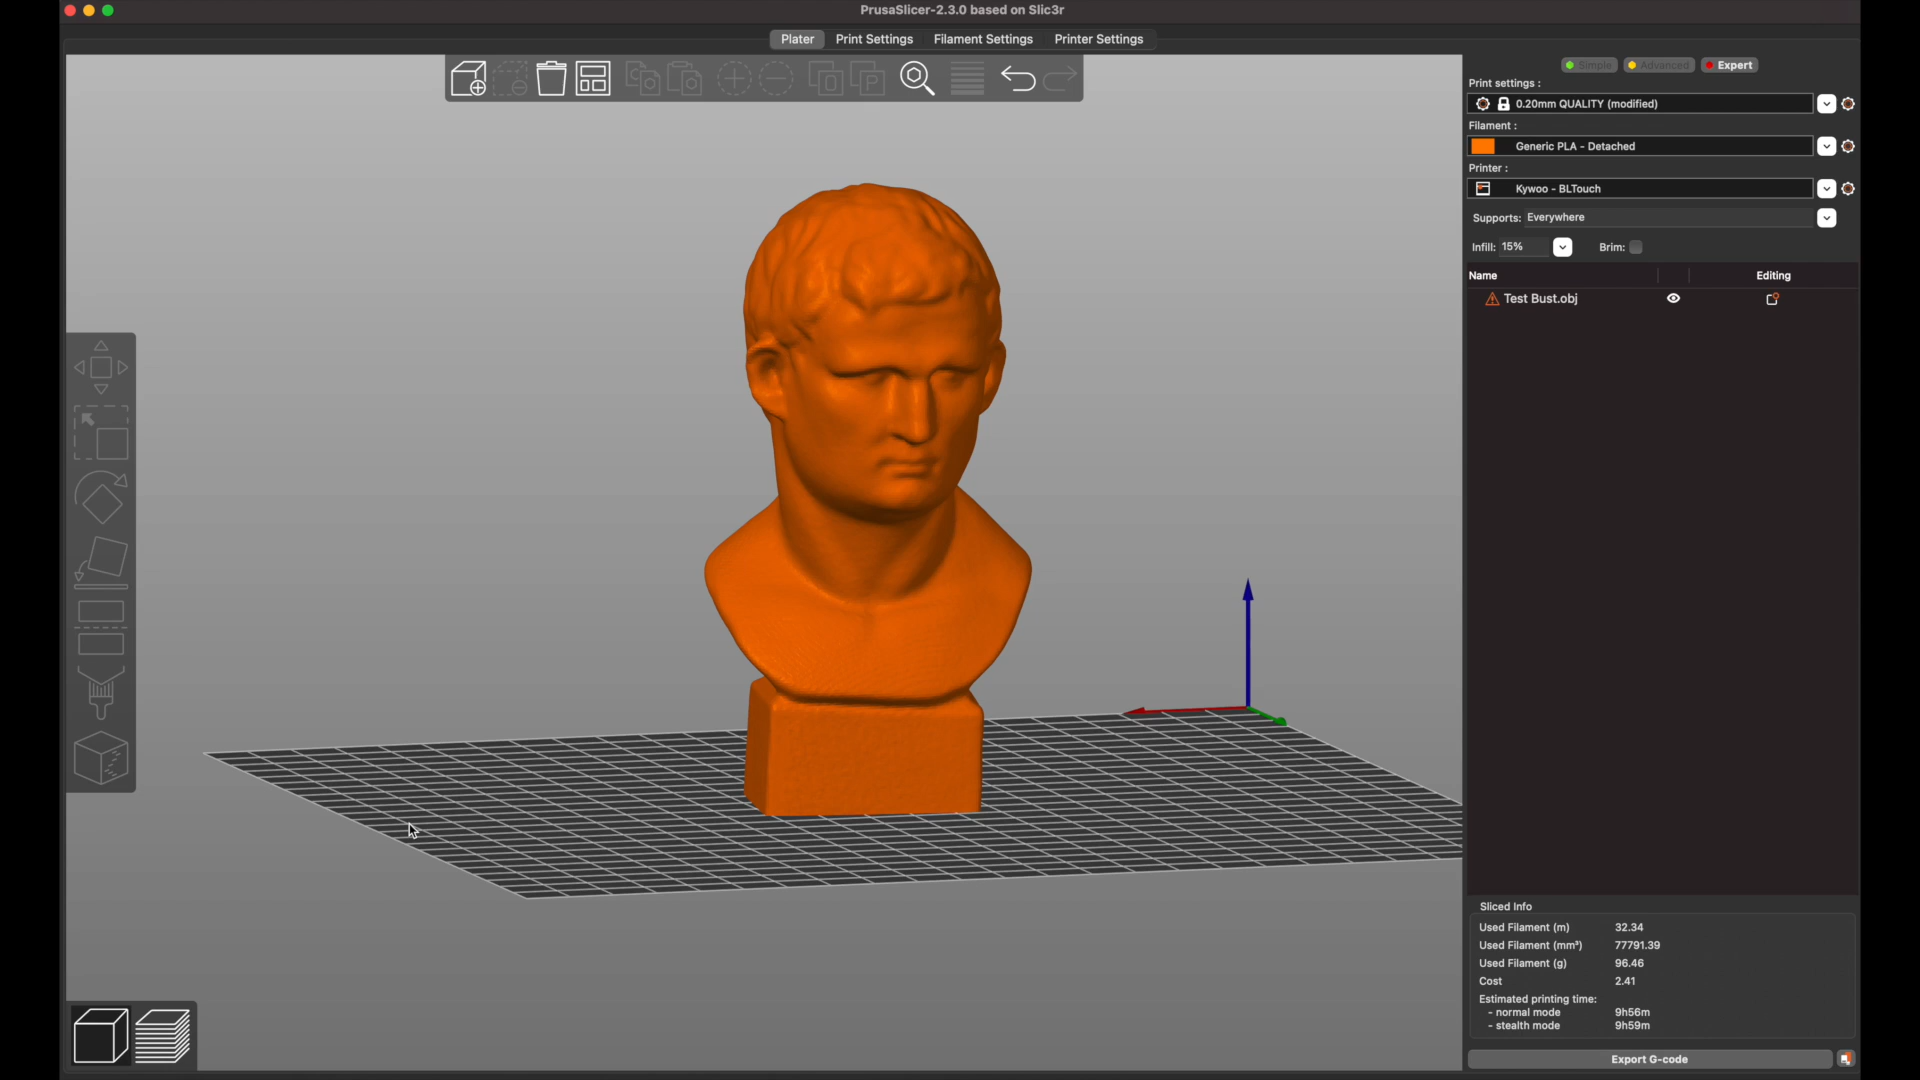 PrusaSlicer-2.3.0 based on Slic3r
Plater Print Settings Filament Settings Printer Settings
Simple Advanced Expert
Print settings :
0.20mm QUALITY (modified)
Filament :
Generic PLA - Detached
Printer :
Kywoo - BLTouch
Supports: Everywhere
Infill: 15% Brim:
Name Editing
Test Bust.obj
Sliced Info
Used Filament (m) 32.34
Used Filament (mm³) 77791.39
Used Filament (g) 96.46
Cost 2.41
Estimated printing time:
- normal mode 9h56m
- stealth mode 9h59m
Export G-code